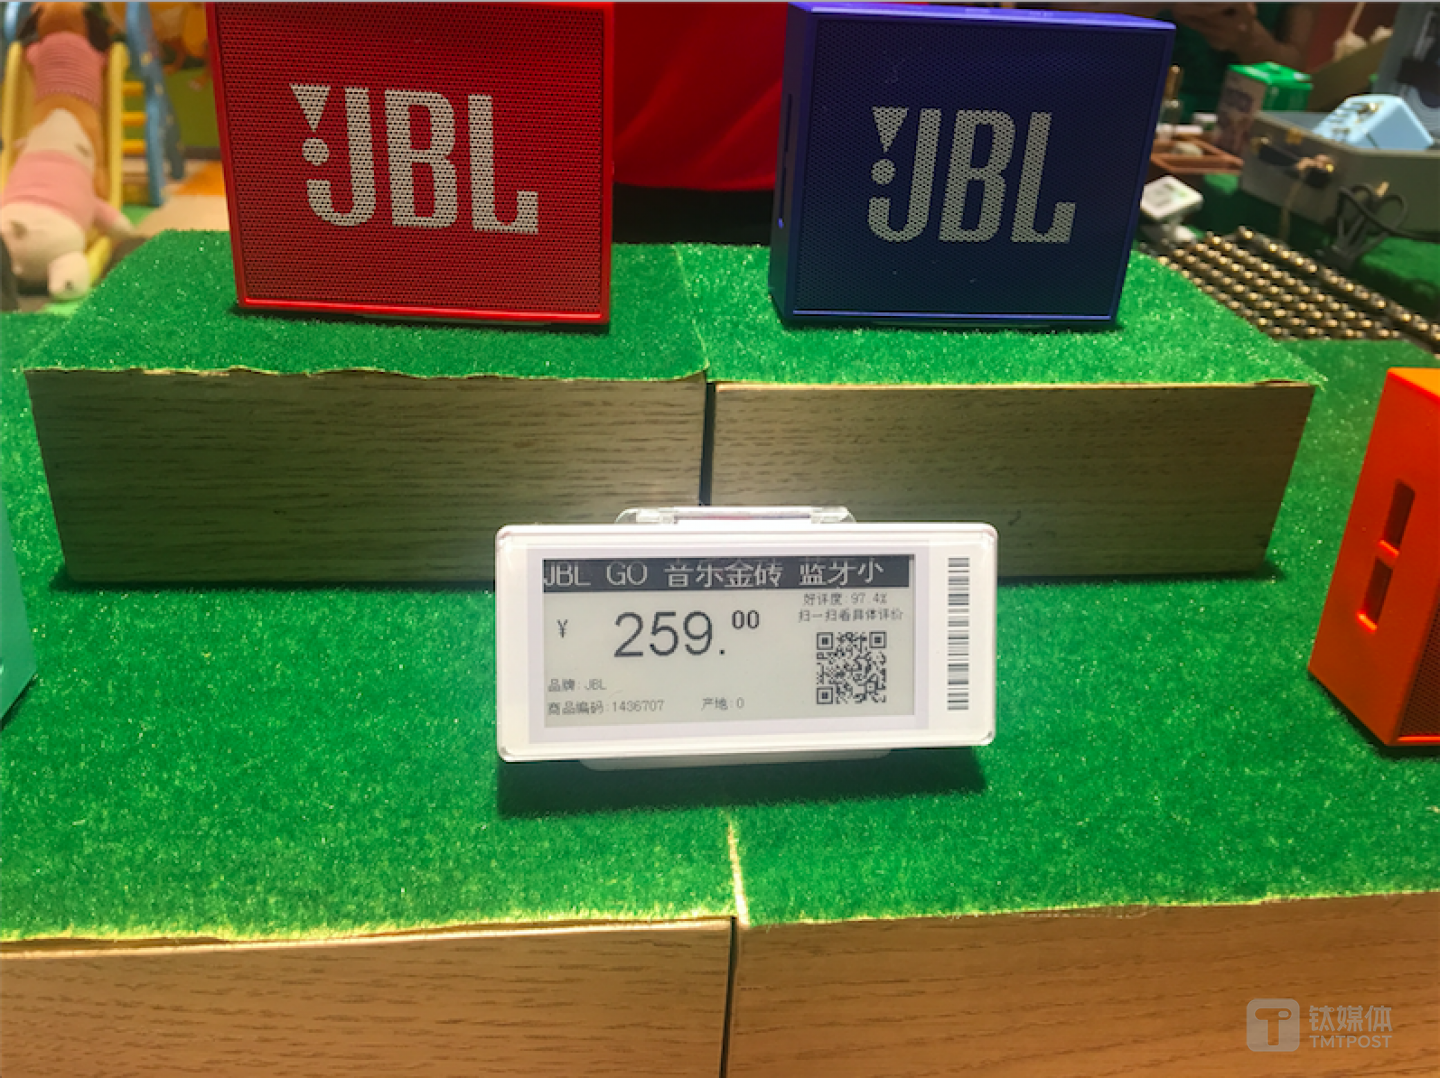 JBL
JBL
JBL GO 音乐金砖 蓝牙小
好评度:97.4%
扫一扫看具体评价
¥ 259.00
品牌:JBL
商品编码:1436707 产地:0
钛媒体
TMTPOST